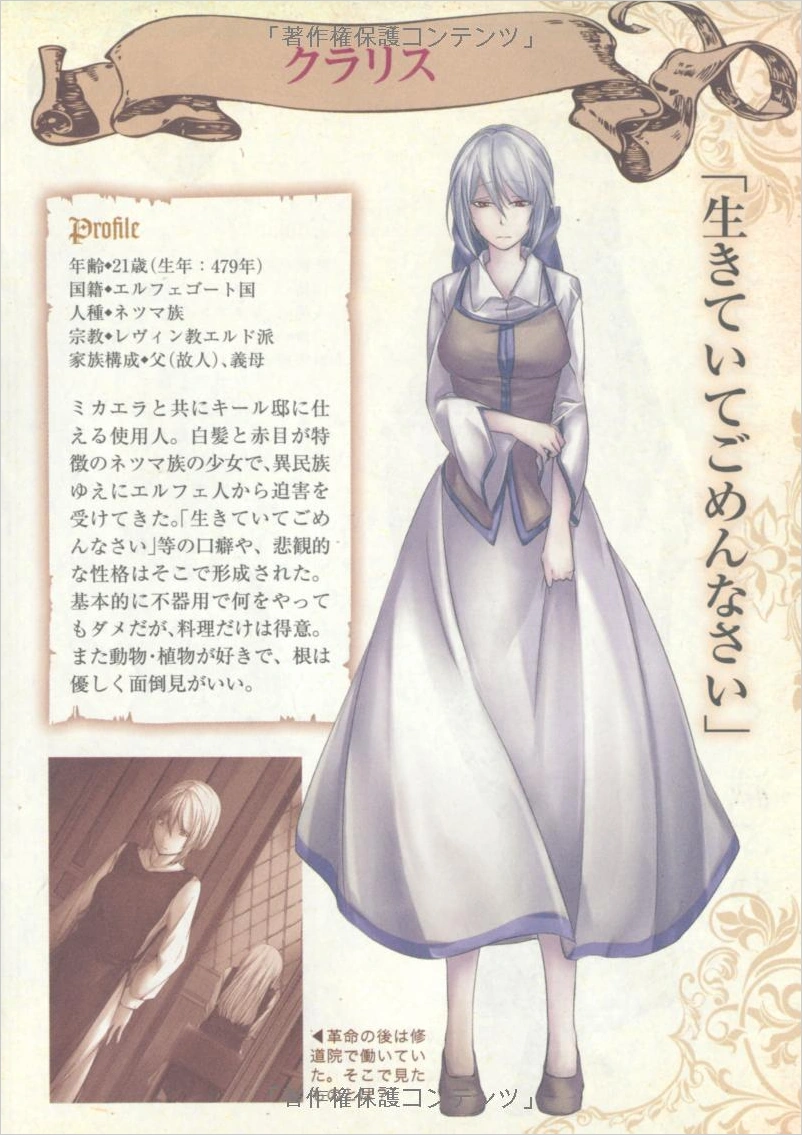 「著作権保護コンテンツ」
クラリス
「生きていてごめんなさい」
Profile
年齢◆21歳（生年：479年）
国籍◆エルフェゴート国
人種◆ネツマ族
宗教◆レヴィン教エルド派
家族構成◆父（故人）、義母
ミカエラと共にキール邸に仕
える使用人。白髪と赤目が特
徴のネツマ族の少女で、異民族
ゆえにエルフェ人から迫害を
受けてきた。「生きていてごめ
んなさい」等の口癖や、悲観的
な性格はそこで形成された。
基本的に不器用で何をやって
もダメだが、料理だけは得意。
また動物・植物が好きで、根は
優しく面倒見がいい。
◀革命の後は修
道院で働いてい
た。そこで見た
「著作権保護コンテンツ」